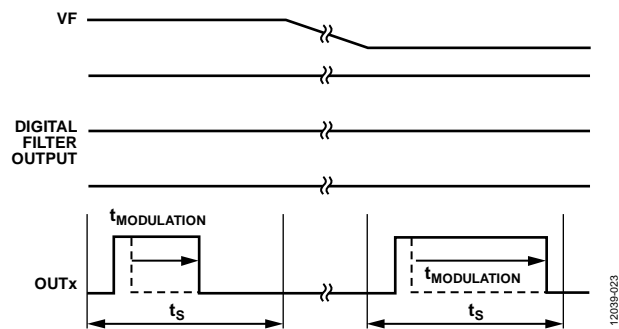 VF
DIGITAL
FILTER
OUTPUT
tMODULATION
OUTx
tMODULATION
tS
tS
12039-023